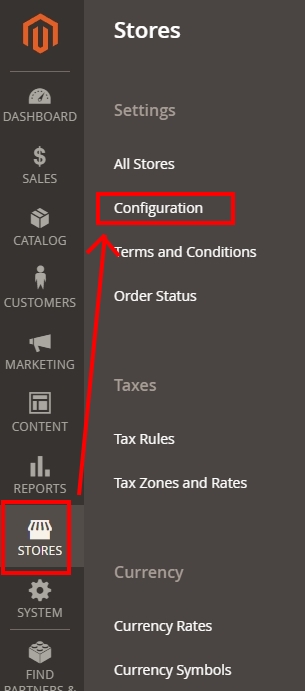 DASHBOARD
SALES
CATALOG
CUSTOMERS
MARKETING
CONTENT
REPORTS
STORES
SYSTEM
FIND
PARTNERS &
Stores
Settings
All Stores
Configuration
Terms and Conditions
Order Status
Taxes
Tax Rules
Tax Zones and Rates
Currency
Currency Rates
Currency Symbols